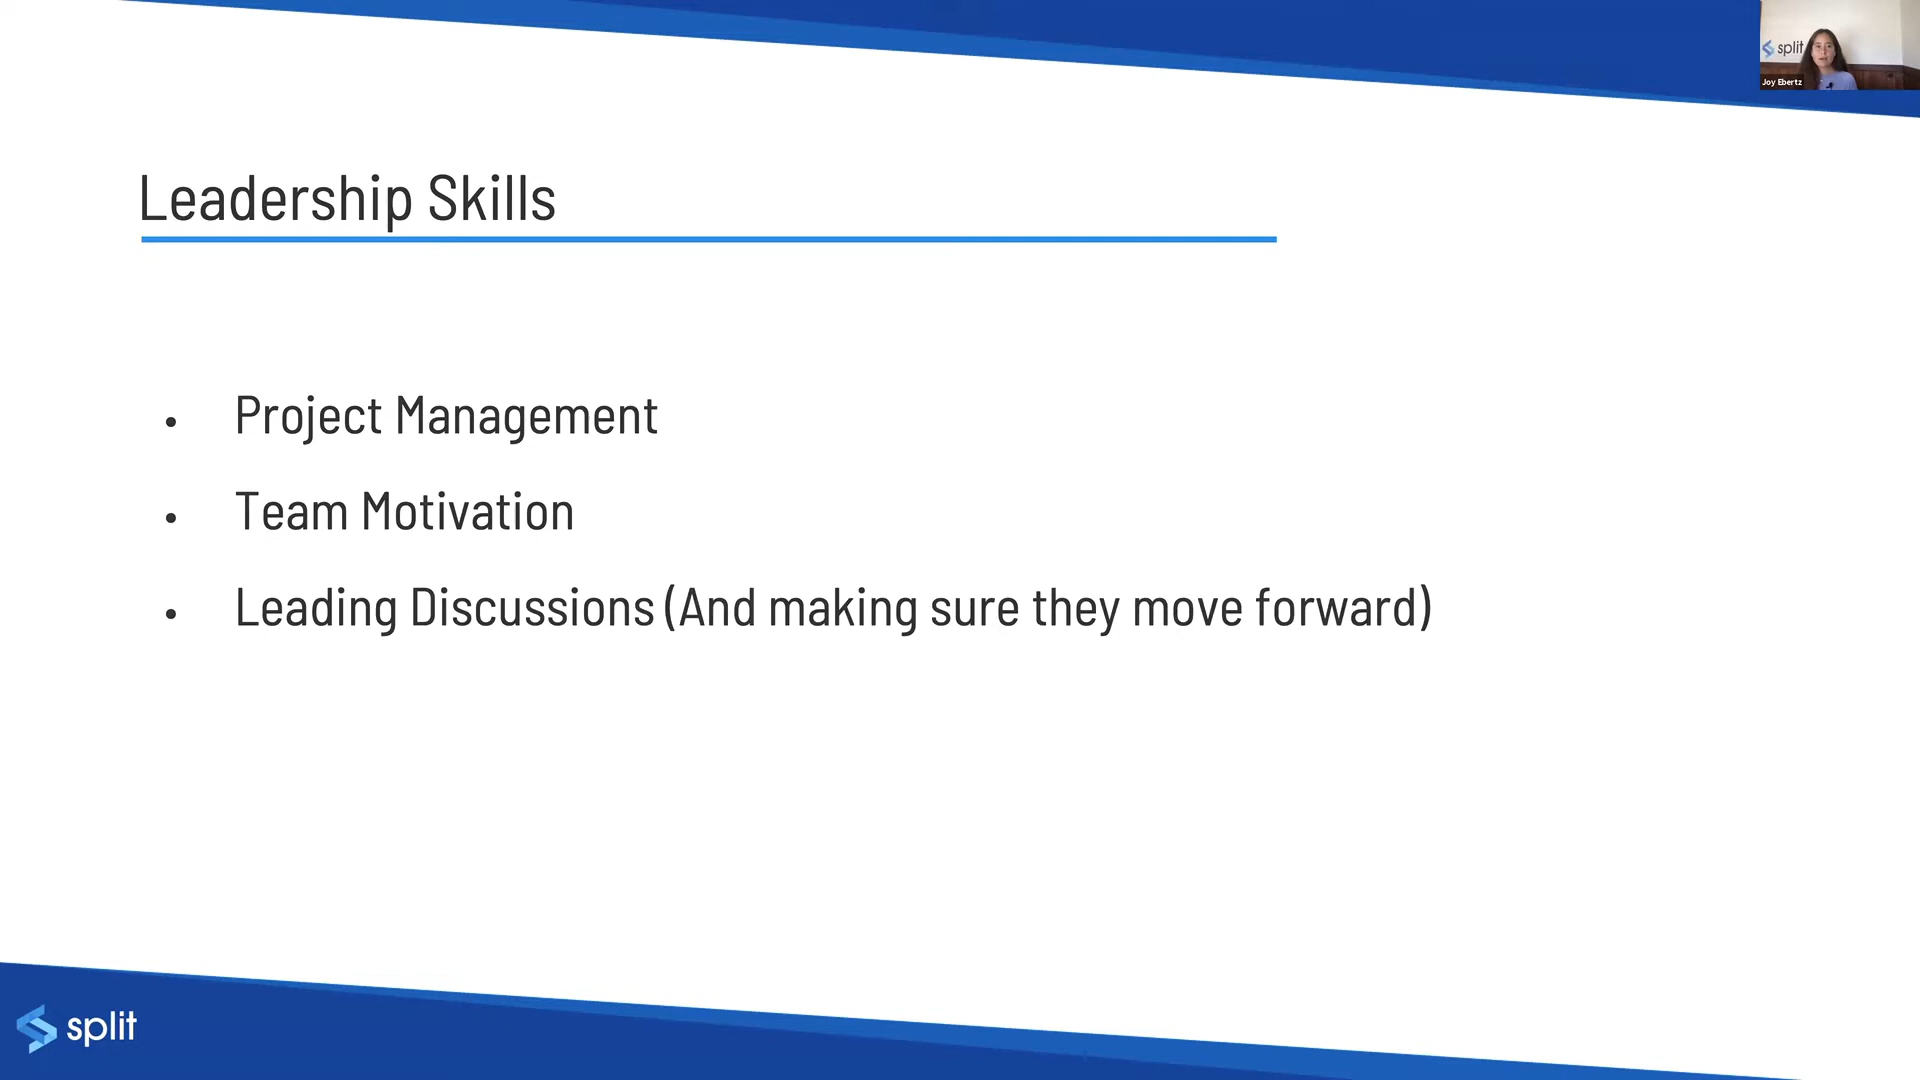 split
Joy Ebertz
Leadership Skills
• Project Management
• Team Motivation
• Leading Discussions (And making sure they move forward)
split